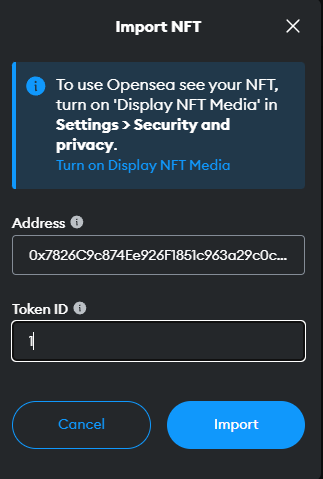 Import NFT
To use Opensea see your NFT,
turn on 'Display NFT Media' in
Settings > Security and
privacy.
Turn on Display NFT Media
Address
0x7826C9c874Ee926F1851c963a29c0c...
Token ID
1
Cancel
Import